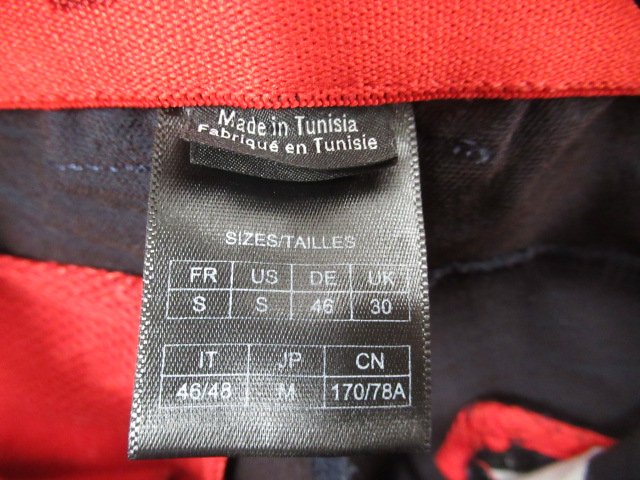 Made in Tunisia
Fabriqué en Tunisie
SIZES/TAILLES
FR US DE UK
S S 46 30
IT JP CN
46/48 M 170/78A